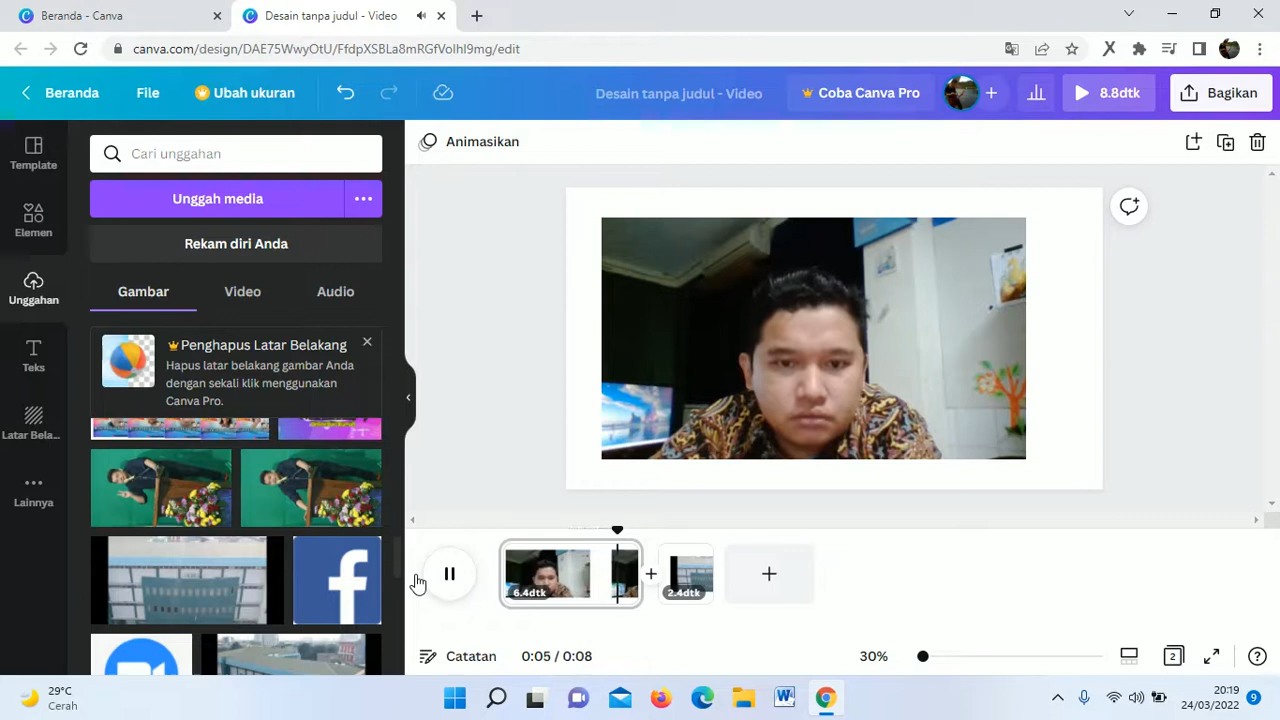 Beranda - Canva
Desain tanpa judul - Video
canva.com/design/DAE75WwyOtU/FfdpXSBLa8mRGfVolhI9mg/edit
Beranda
File
Ubah ukuran
Desain tanpa judul - Video
Coba Canva Pro
8.8dtk
Bagikan
Template
Elemen
Unggahan
Teks
Latar Bela...
Lainnya
Cari unggahan
Unggah media
Rekam diri Anda
Gambar
Video
Audio
Penghapus Latar Belakang
Hapus latar belakang gambar Anda
dengan sekali klik menggunakan
Canva Pro.
Animasikan
6.4dtk
2.4dtk
Catatan
0:05 / 0:08
30%
2
29°C
Cerah
20:19
24/03/2022
9